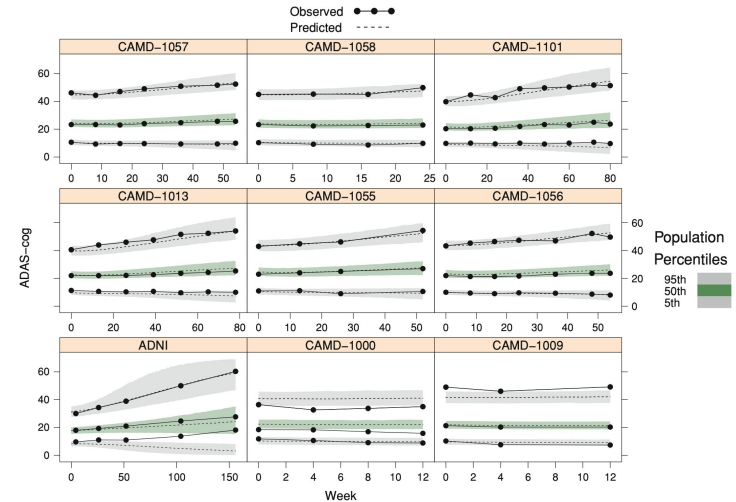 Observed
Predicted
CAMD−1057 CAMD−1058 CAMD−1101
60
40
20
0
0 10 20 30 40 50 0 5 10 15 20 25 0 20 40 60 80
CAMD−1013 CAMD−1055 CAMD−1056
60
40
20
0
0 20 40 60 80 0 10 20 30 40 50 0 10 20 30 40 50
ADNI CAMD−1000 CAMD−1009
60
40
20
0
0 50 100 150 0 2 4 6 8 10 12 0 2 4 6 8 10 12
ADAS−cog
Week
Population
Percentiles
95th
50th
5th